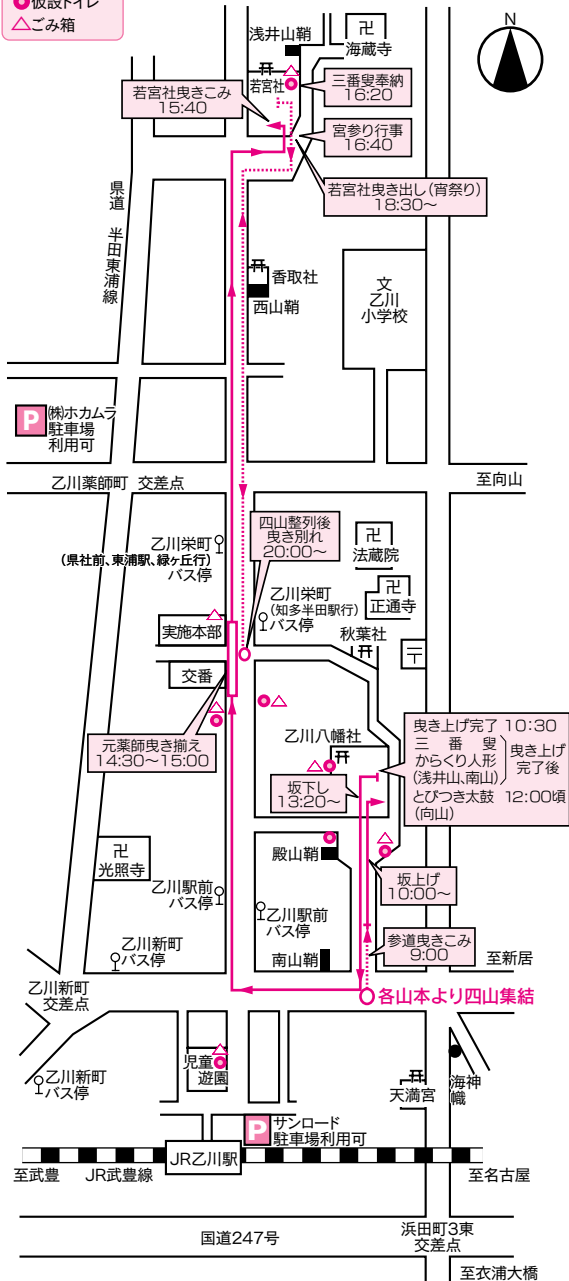 仮設トイレ
ごみ箱
N
浅井山鞘
卍
海蔵寺
若宮社
三番叟奉納
16:20
若宮社曳きこみ
15:40
宮参り行事
16:40
若宮社曳き出し(宵祭り)
18:30～
県道 半田東浦線
香取社
西山鞘
文
乙川
小学校
P
㈱ホカムラ
駐車場
利用可
乙川薬師町 交差点
至向山
四山整列後
曳き別れ
20:00～
乙川栄町
(県社前、東浦駅、緑ヶ丘行)
バス停
卍
法蔵院
卍
正通寺
乙川栄町
(知多半田駅行)
バス停
秋葉社
〒
実施本部
交番
元薬師曳き揃え
14:30～15:00
乙川八幡社
坂下し
13:20～
曳き上げ完了 10:30
三番叟
からくり人形
(浅井山、南山)
曳き上げ
完了後
とびつき太鼓 12:00頃
(向山)
卍
光照寺
殿山鞘
坂上げ
10:00～
乙川駅前
バス停
乙川駅前
バス停
参道曳きこみ
9:00
乙川新町
バス停
南山鞘
至新居
乙川新町
交差点
各山本より四山集結
児童
遊園
乙川新町
バス停
天満宮
海神
幟
P
サンロード
駐車場利用可
JR乙川駅
至武豊
JR武豊線
至名古屋
国道247号
浜田町3東
交差点
至衣浦大橋